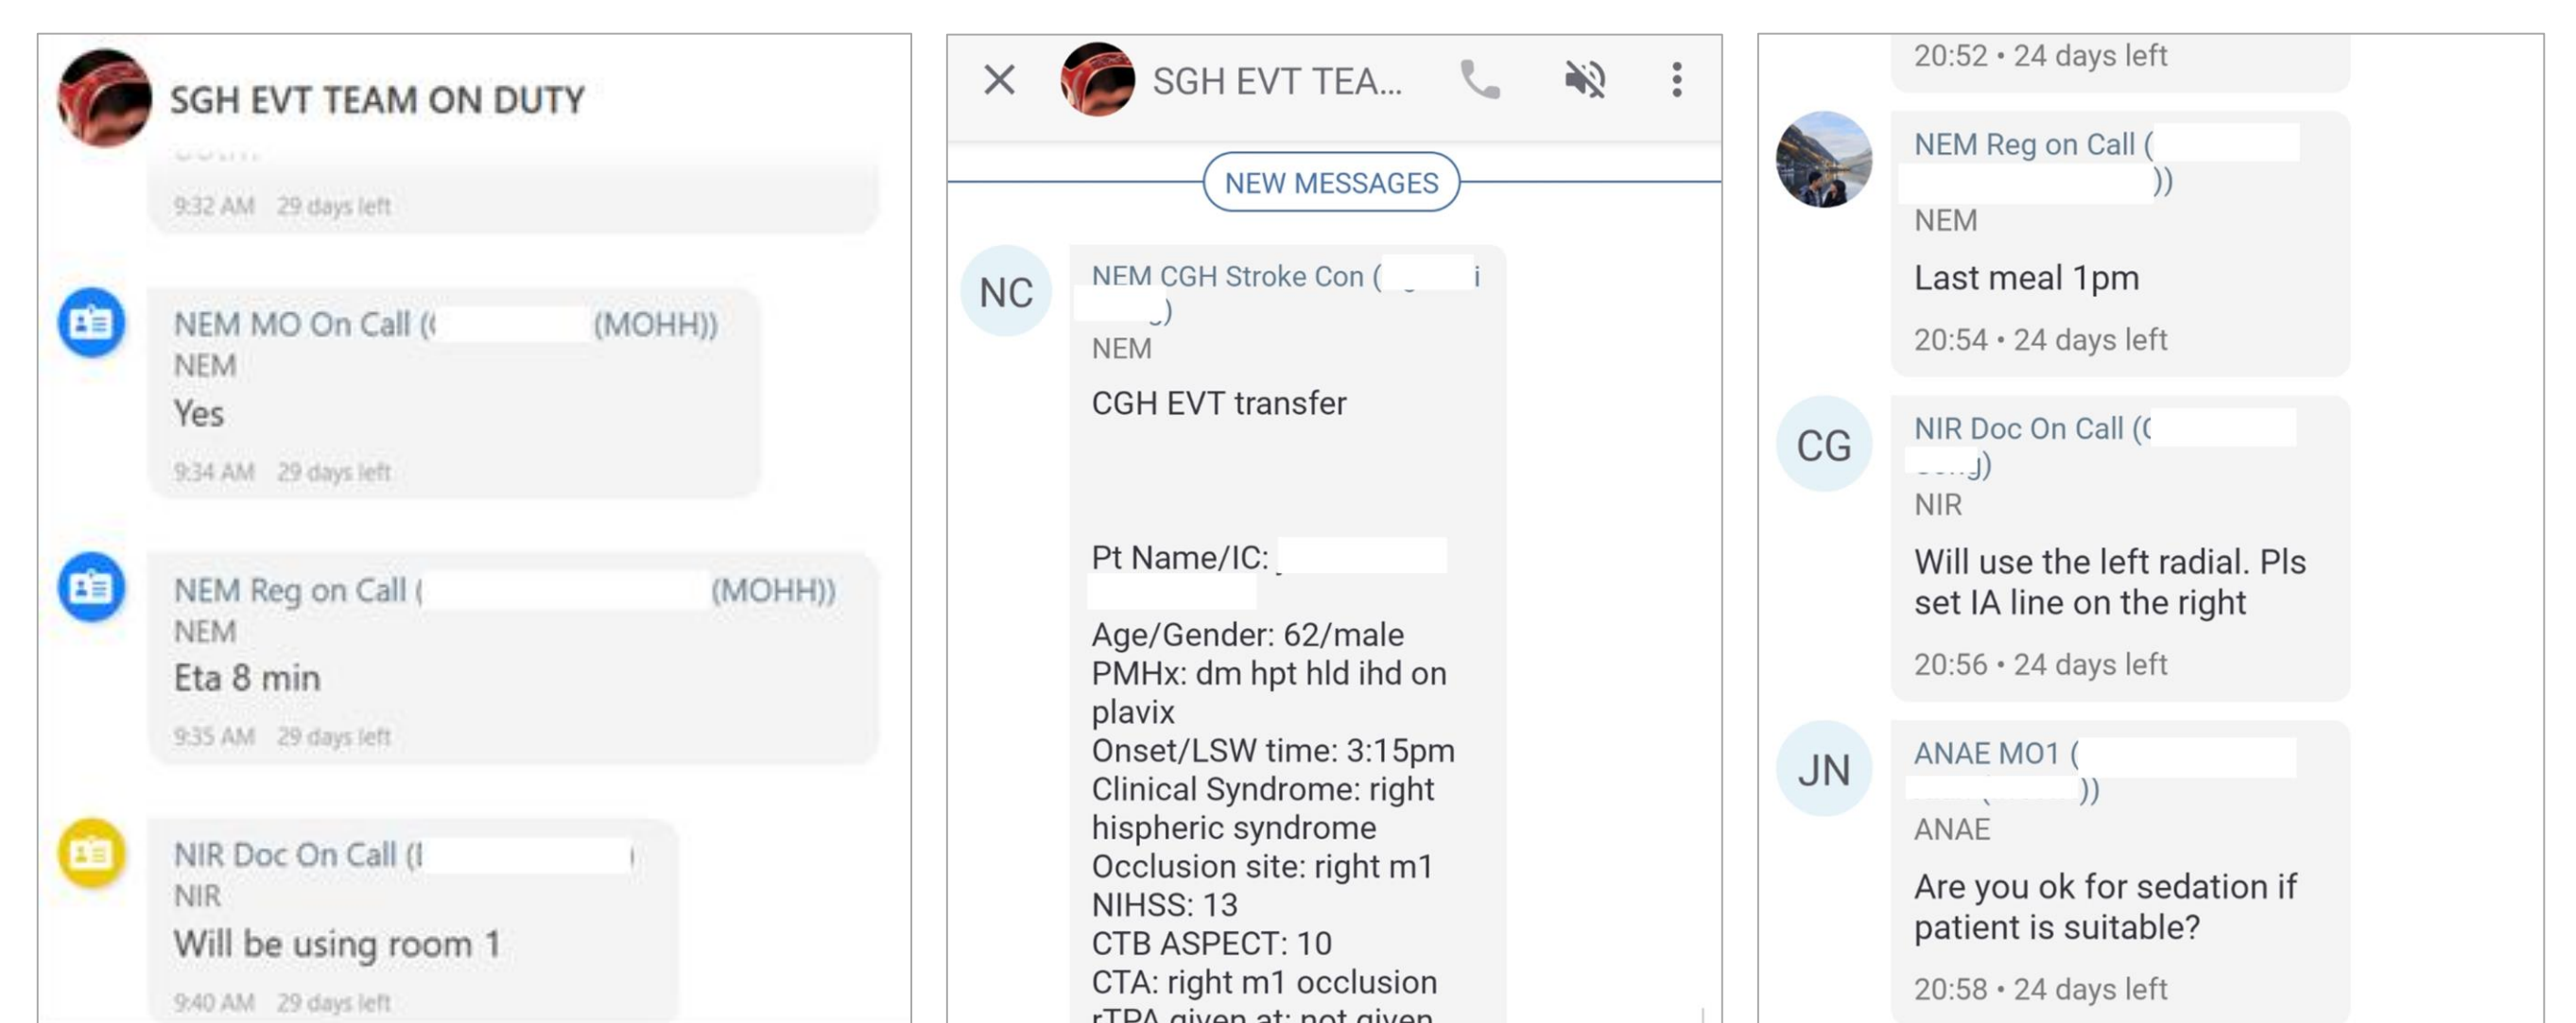 SGH EVT TEAM ON DUTY
9:32 AM 29 days left
NEM MO On Call ( (MOHH))
NEM
Yes
9:34 AM 29 days left
NEM Reg on Call ( (MOHH))
NEM
Eta 8 min
9:35 AM 29 days left
NIR Doc On Call (
NIR
Will be using room 1
9:40 AM 29 days left
SGH EVT TEA...
NEW MESSAGES
NC
NEM CGH Stroke Con ( i
)
NEM
CGH EVT transfer
Pt Name/IC:
Age/Gender: 62/male
PMHx: dm hpt hld ihd on
plavix
Onset/LSW time: 3:15pm
Clinical Syndrome: right
hispheric syndrome
Occlusion site: right m1
NIHSS: 13
CTB ASPECT: 10
CTA: right m1 occlusion
rTPA given at: not given
20:52 • 24 days left
NEM Reg on Call (
))
NEM
Last meal 1pm
20:54 • 24 days left
CG
NIR Doc On Call (
)
NIR
Will use the left radial. Pls
set IA line on the right
20:56 • 24 days left
JN
ANAE MO1 (
))
ANAE
Are you ok for sedation if
patient is suitable?
20:58 • 24 days left